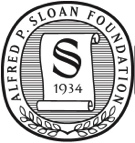 ALFRED P. SLOAN FOUNDATION
S
1934